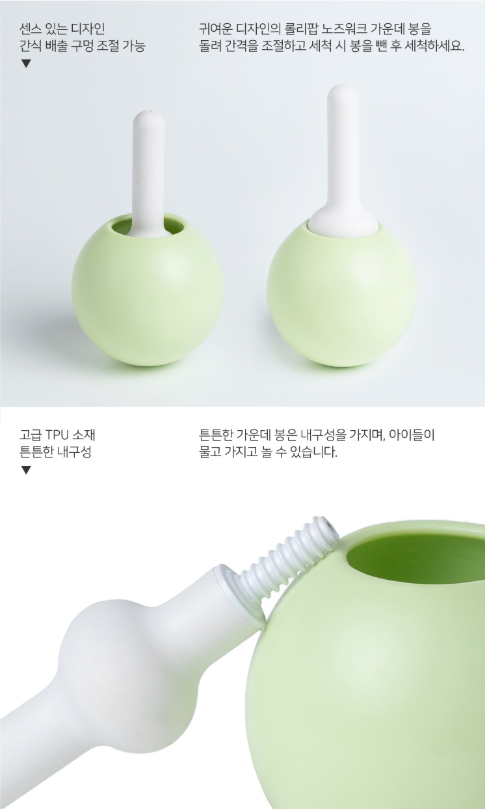 센스 있는 디자인
간식 배출 구멍 조절 가능
▼
귀여운 디자인의 롤리팝 노즈워크 가운데 봉을
돌려 간격을 조절하고 세척 시 봉을 뺀 후 세척하세요.
고급 TPU 소재
튼튼한 내구성
▼
튼튼한 가운데 봉은 내구성을 가지며, 아이들이
물고 가지고 놀 수 있습니다.